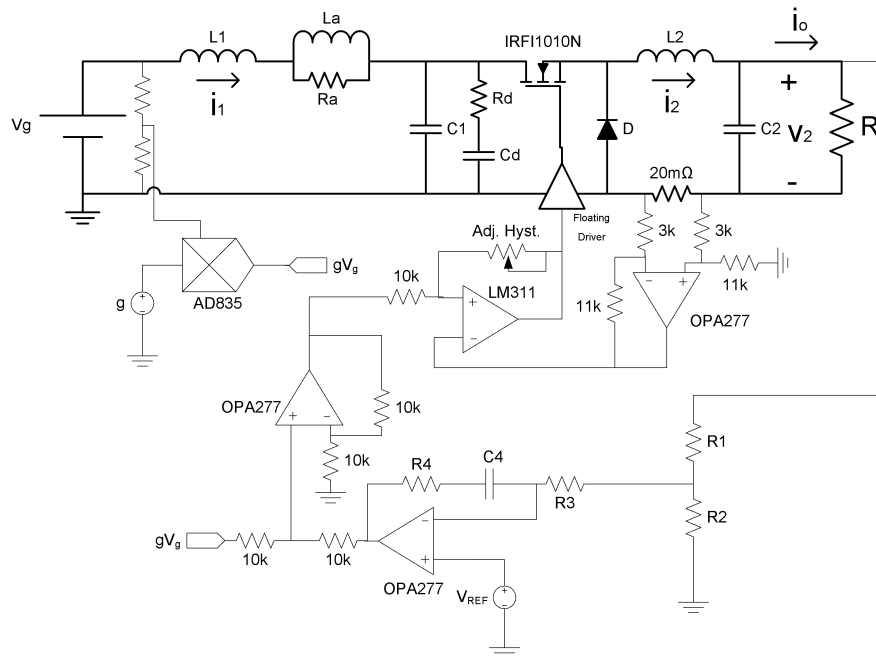 La
L1
IRFI1010N
L2
io
i1
Ra
Rd
i2
+
Vg
C1
D
C2
V2
R
Cd
20mΩ
-
Floating
Driver
Adj. Hyst.
3k
3k
gVg
10k
LM311
11k
11k
g
AD835
+
-
-
+
OPA277
OPA277
+
-
10k
10k
R4
C4
R3
R1
R2
gVg
10k
10k
-
+
OPA277
VREF